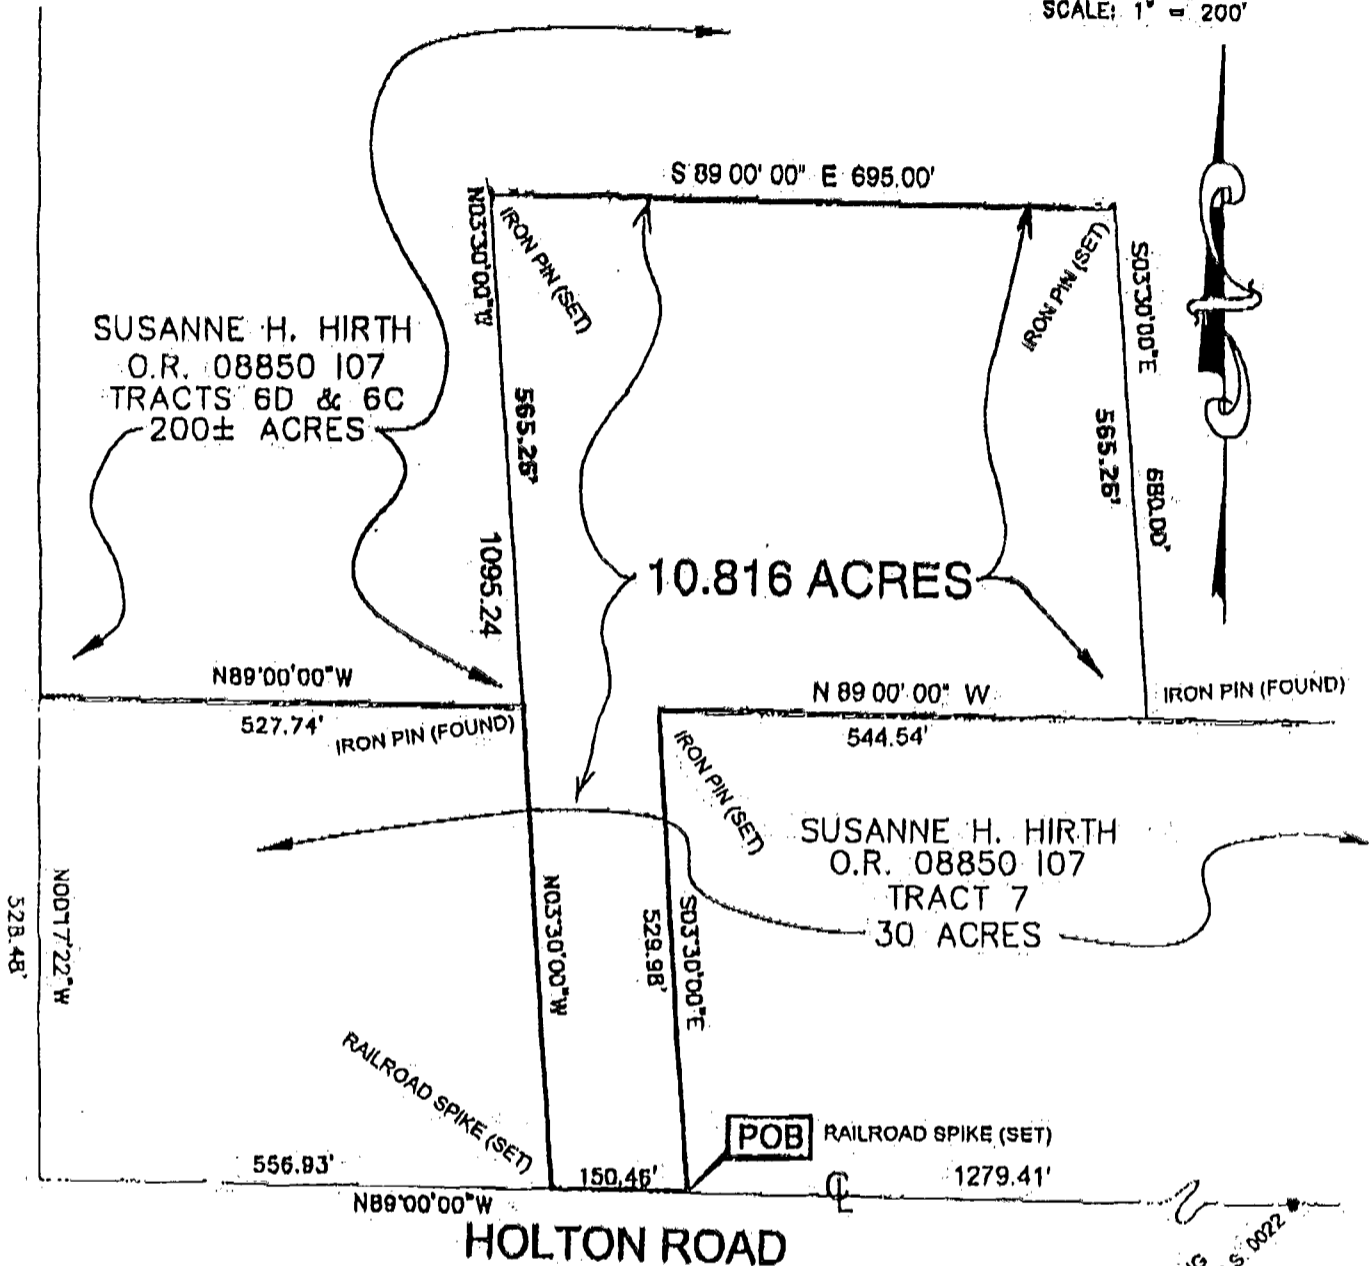 SCALE: 1" = 200'
S 89 00' 00" E 695.00'
N03°30'00"W
IRON PIN (SET)
IRON PIN (SET)
S03°30'00"E
SUSANNE H. HIRTH
O.R. 08850 I07
TRACTS 6D & 6C
200± ACRES
565.26'
565.26'
680.00'
1095.24
10.816 ACRES
N89°00'00"W
527.74'
IRON PIN (FOUND)
N 89 00' 00" W
544.54'
IRON PIN (FOUND)
IRON PIN (SET)
SUSANNE H. HIRTH
O.R. 08850 I07
TRACT 7
30 ACRES
528.48'
N00°17'22"W
N03°30'00"W
529.98'
S03°30'00"E
RAILROAD SPIKE (SET)
POB
RAILROAD SPIKE (SET)
556.93'
150.46'
1279.41'
N89°00'00"W
HOLTON ROAD
S. 0022